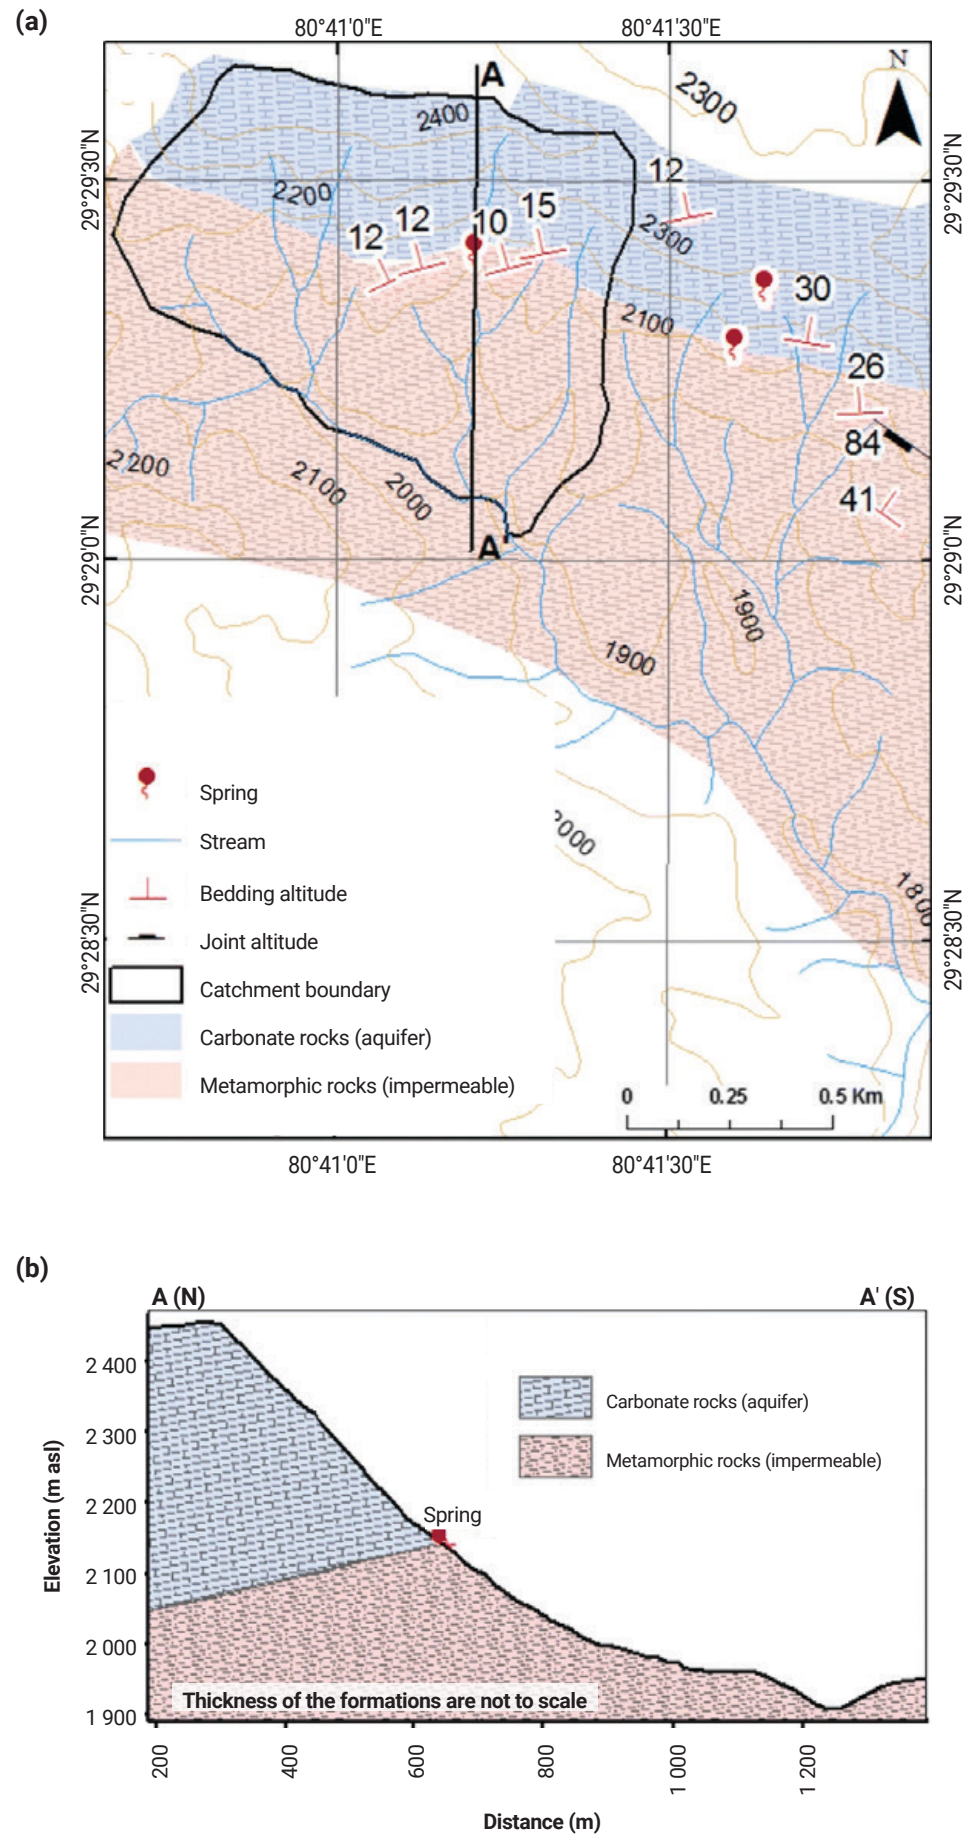 (a)
80°41'0"E
80°41'30"E
A
N
2300
2400
29°29'30"N
29°29'30"N
12
2200
15
12
10
12
2300
30
2100
26
84
2200
2100
2000
41
A'
29°29'0"N
29°29'0"N
1900
1900
Spring
Stream
2000
Bedding altitude
1800
Joint altitude
29°28'30"N
29°28'30"N
Catchment boundary
Carbonate rocks (aquifer)
Metamorphic rocks (impermeable)
0 0.25 0.5 Km
80°41'0"E
80°41'30"E
(b)
A (N)
A' (S)
2 400
2 300
2 200
2 100
2 000
1 900
Elevation (m asl)
Carbonate rocks (aquifer)
Metamorphic rocks (impermeable)
Spring
Thickness of the formations are not to scale
200
400
600
800
1 000
1 200
Distance (m)